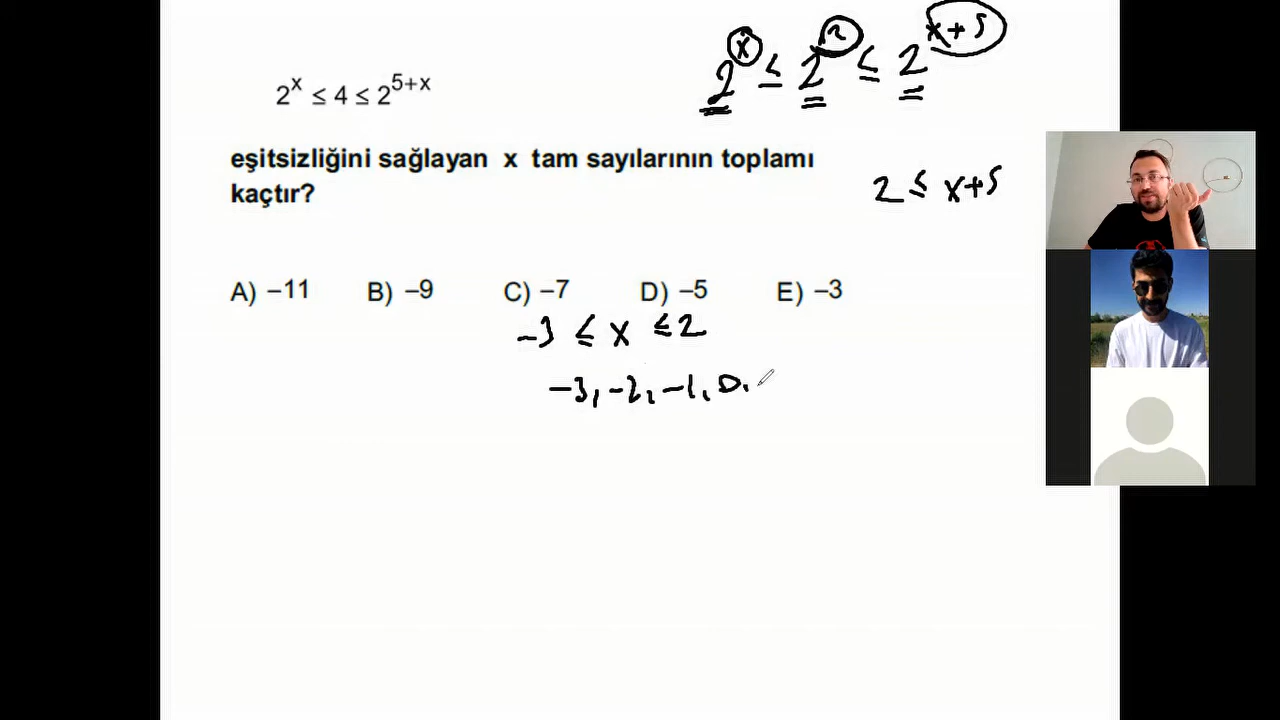 2^x ≤ 2^2 ≤ 2^x+5
2^x ≤ 4 ≤ 2^5+x
eşitsizliğini sağlayan x tam sayılarının toplamı
kaçtır?
2 ≤ x+5
A) −11 B) −9 C) −7 D) −5 E) −3
-3 ≤ x ≤ 2
-3, -2, -1, 0,